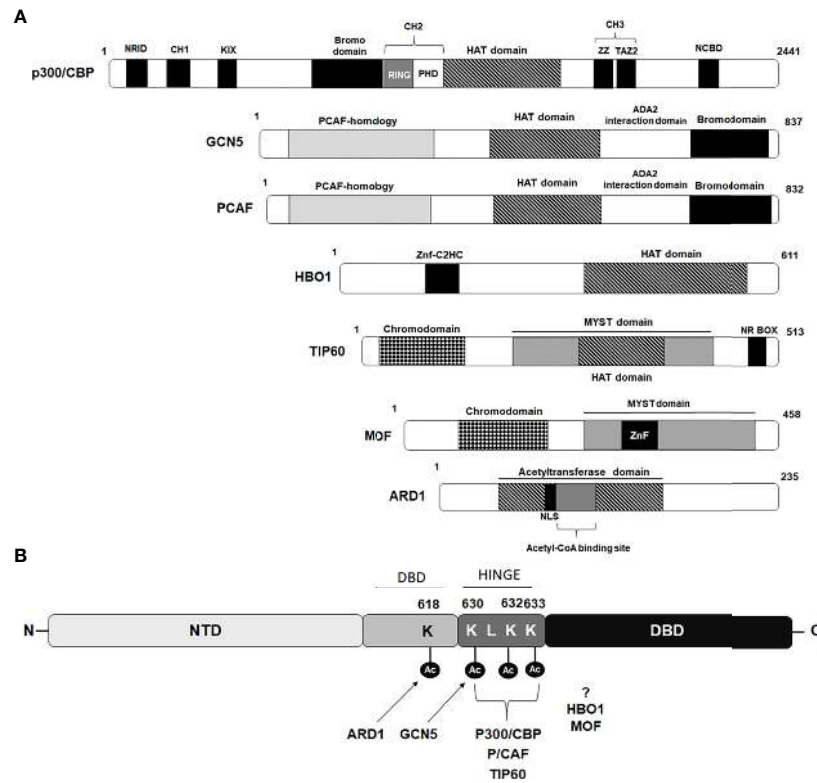 A
CH2
CH3
1 NRID CH1 KIX Bromo domain HAT domain ZZ TAZ2 NCBD 2441
p300/CBP RING PHD
1 PCAF-homology HAT domain ADA2 interaction domain Bromodomain 837
GCN5
1 PCAF-homology HAT domain ADA2 interaction domain Bromodomain 832
PCAF
1 Znf-C2HC HAT domain 611
HBO1
1 Chromodomain MYST domain NR BOX 513
TIP60
HAT domain
1 Chromodomain MYST domain 458
MOF ZnF
1 Acetyltransferase domain 235
ARD1
NLS
Acetyl-CoA binding site
B
DBD HINGE
618 630 632 633
N NTD K K L K K DBD C
Ac Ac Ac Ac
ARD1 GCN5 P300/CBP ?
P/CAF HBO1
TIP60 MOF